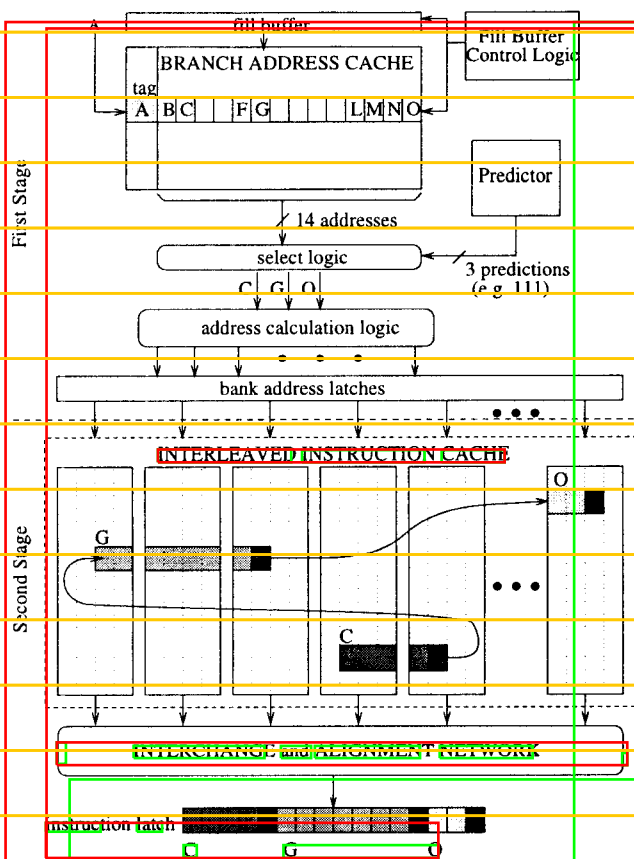 A
fill buffer
Fill Buffer
Control Logic
BRANCH ADDRESS CACHE
tag
A B C F G L M N O
First Stage
Predictor
14 addresses
select logic
3 predictions
(e.g. 111)
C G O
address calculation logic
bank address latches
INTERLEAVED INSTRUCTION CACHE
O
G
Second Stage
C
INTERCHANGE and ALIGNMENT NETWORK
instruction latch
C G O